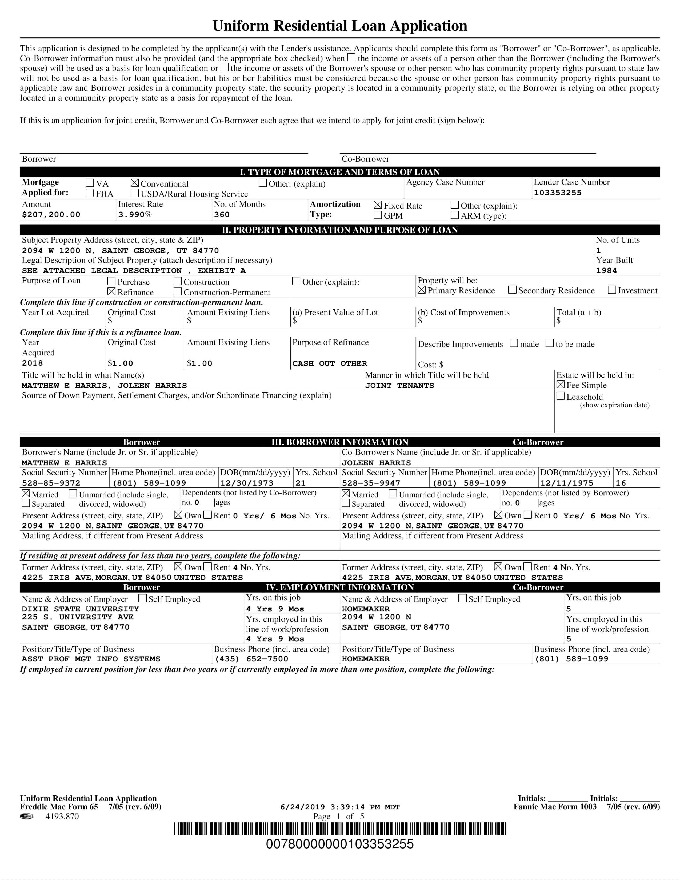 Uniform Residential Loan Application
This application is designed to be completed by the applicant(s) with the Lender's assistance. Applicants should complete this form as "Borrower" or "Co-Borrower", as applicable.
Co-Borrower information must also be provided (and the appropriate box checked) when the income or assets of a person other than the Borrower (including the Borrower's
spouse) will be used as a basis for loan qualification or the income or assets of the Borrower's spouse or other person who has community property rights pursuant to state law
will not be used as a basis for loan qualification, but his or her liabilities must be considered because the spouse or other person has community property rights pursuant to
applicable law and Borrower resides in a community property state, the security property is located in a community property state, or the Borrower is relying on other property
located in a community property state as a basis for repayment of the loan.
If this is an application for joint credit, Borrower and Co-Borrower each agree that we intend to apply for joint credit (sign below):
Borrower Co-Borrower
I. TYPE OF MORTGAGE AND TERMS OF LOAN
Mortgage VA Conventional Other: (explain) Agency Case Number Lender Case Number
Applied for: FHA USDA/Rural Housing Service 103353255
Amount Interest Rate No. of Months Amortization Fixed Rate Other (explain):
$207,200.00 3.990% 360 Type: GPM ARM (type):
II. PROPERTY INFORMATION AND PURPOSE OF LOAN
Subject Property Address (street, city, state & ZIP) No. of Units
2094 W 1200 N, SAINT GEORGE, UT 84770 1
Legal Description of Subject Property (attach description if necessary) Year Built
SEE ATTACHED LEGAL DESCRIPTION , EXHIBIT A 1984
Purpose of Loan Purchase Construction Other (explain): Property will be:
Refinance Construction-Permanent Primary Residence Secondary Residence Investment
Complete this line if construction or construction-permanent loan.
Year Lot Acquired Original Cost Amount Existing Liens (a) Present Value of Lot (b) Cost of Improvements Total (a + b)
$ $ $ $ $
Complete this line if this is a refinance loan.
Year Original Cost Amount Existing Liens Purpose of Refinance Describe Improvements made to be made
Acquired
2018 $1.00 $1.00 CASH OUT OTHER Cost: $
Title will be held in what Name(s) Manner in which Title will be held Estate will be held in:
MATTHEW E HARRIS, JOLEEN HARRIS JOINT TENANTS Fee Simple
Source of Down Payment, Settlement Charges, and/or Subordinate Financing (explain) Leasehold
(show expiration date)
Borrower III. BORROWER INFORMATION Co-Borrower
Borrower's Name (include Jr. or Sr. if applicable) Co-Borrower's Name (include Jr. or Sr. if applicable)
MATTHEW E HARRIS JOLEEN HARRIS
Social Security Number Home Phone(incl. area code) DOB(mm/dd/yyyy) Yrs. School Social Security Number Home Phone(incl. area code) DOB(mm/dd/yyyy) Yrs. School
528-85-9372 (801) 589-1099 12/30/1973 21 528-35-9947 (801) 589-1099 12/11/1975 16
Married Unmarried (include single, Dependents (not listed by Co-Borrower) Married Unmarried (include single, Dependents (not listed by Borrower)
Separated divorced, widowed) no. 0 ages Separated divorced, widowed) no. 0 ages
Present Address (street, city, state, ZIP) Own Rent 0 Yrs/ 6 Mos No. Yrs. Present Address (street, city, state, ZIP) Own Rent 0 Yrs/ 6 Mos No. Yrs.
2094 W 1200 N, SAINT GEORGE, UT 84770 2094 W 1200 N, SAINT GEORGE, UT 84770
Mailing Address, if different from Present Address Mailing Address, if different from Present Address
If residing at present address for less than two years, complete the following:
Former Address (street, city, state, ZIP) Own Rent 4 No. Yrs. Former Address (street, city, state, ZIP) Own Rent 4 No. Yrs.
4225 IRIS AVE, MORGAN, UT 84050 UNITED STATES 4225 IRIS AVE, MORGAN, UT 84050 UNITED STATES
Borrower IV. EMPLOYMENT INFORMATION Co-Borrower
Name & Address of Employer Self Employed Yrs. on this job Name & Address of Employer Self Employed Yrs. on this job
DIXIE STATE UNIVERSITY 4 Yrs 9 Mos HOMEMAKER 5
225 S. UNIVERSITY AVE Yrs. employed in this 2094 W 1200 N Yrs. employed in this
SAINT GEORGE, UT 84770 line of work/profession SAINT GEORGE, UT 84770 line of work/profession
4 Yrs 9 Mos 5
Position/Title/Type of Business Business Phone (incl. area code) Position/Title/Type of Business Business Phone (incl. area code)
ASST PROF MGT INFO SYSTEMS (435) 652-7500 HOMEMAKER (801) 589-1099
If employed in current position for less than two years or if currently employed in more than one position, complete the following:
Uniform Residential Loan Application Initials: Initials:
Freddie Mac Form 65 7/05 (rev. 6/09) 6/24/2019 3:39:14 PM MDT Fannie Mae Form 1003 7/05 (rev. 6/09)
4193.870 Page 1 of 5
00780000000103353255